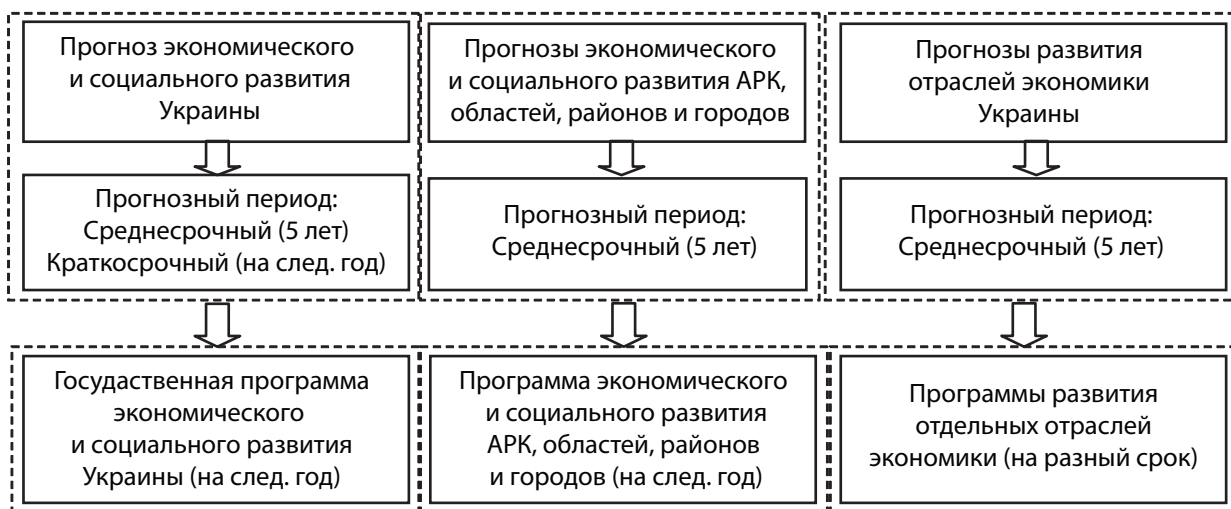 Прогноз экономического
и социального развития
Украины
Прогнозный период:
Среднесрочный (5 лет)
Краткосрочный (на след. год)
Государственная программа
экономического
и социального развития
Украины (на след. год)
Прогнозы экономического
и социального развития АРК,
областей, районов и городов
Прогнозный период:
Среднесрочный (5 лет)
Программа экономического
и социального развития
АРК, областей, районов
и городов (на след. год)
Прогнозы развития
отраслей экономики
Украины
Прогнозный период:
Среднесрочный (5 лет)
Программы развития
отдельных отраслей
экономики (на разный срок)